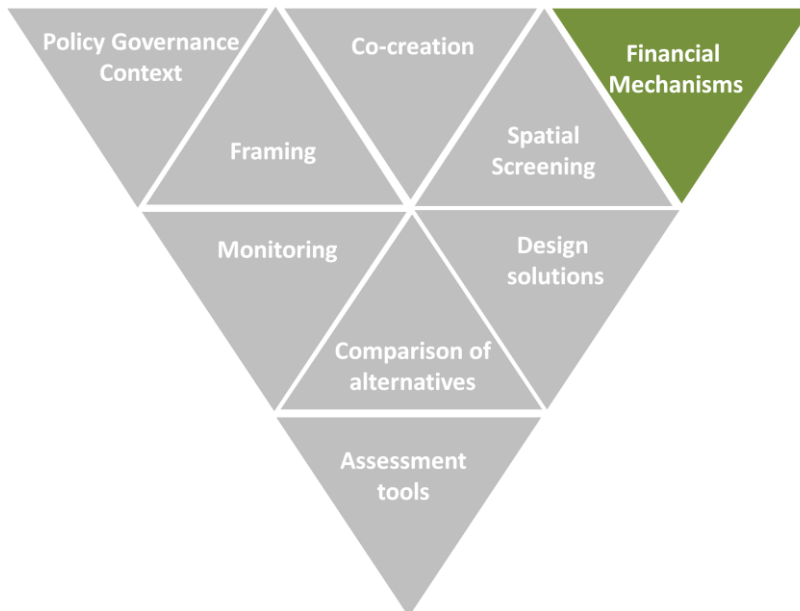 Policy Governance
Context
Co-creation
Financial
Mechanisms
Framing
Spatial
Screening
Monitoring
Design
solutions
Comparison of
alternatives
Assessment
tools